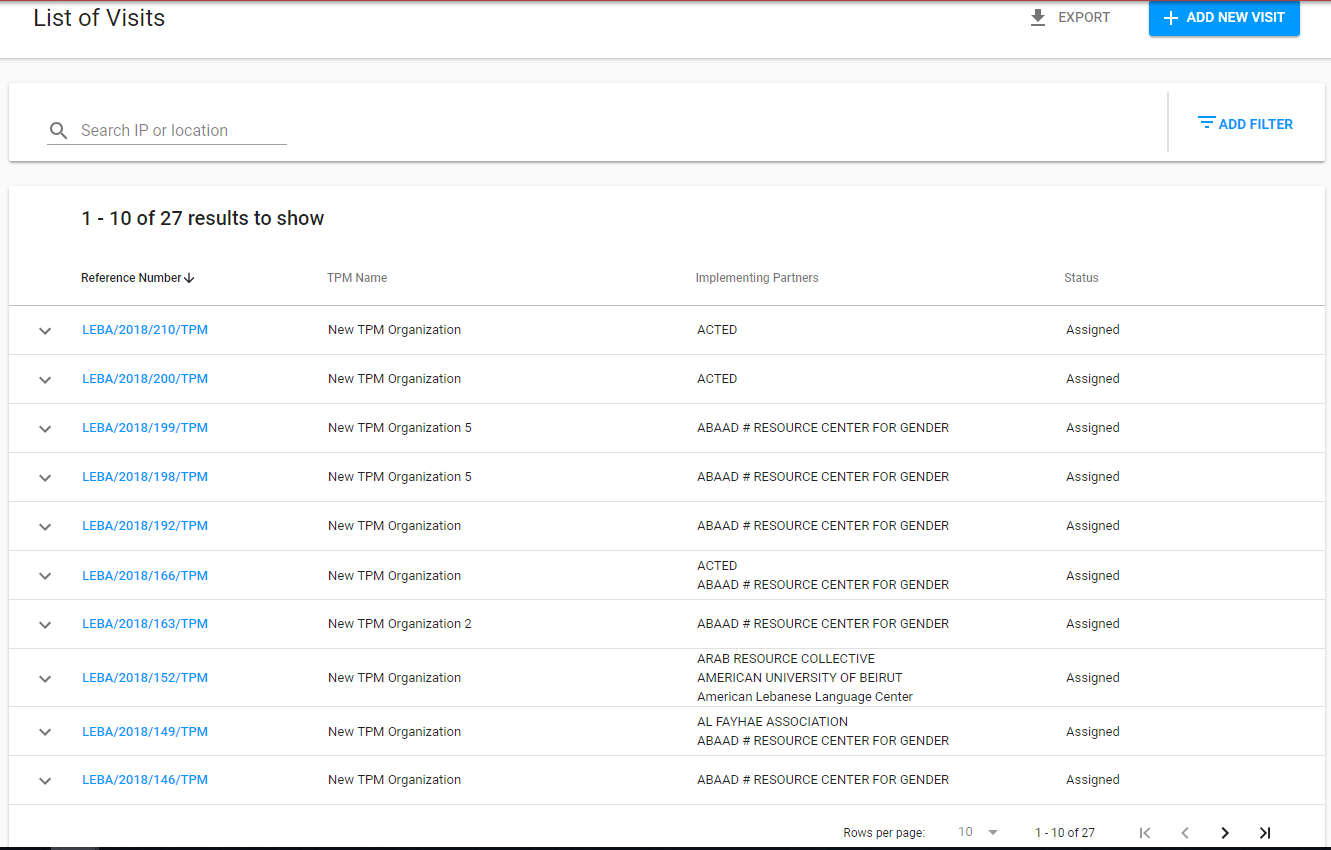 List of Visits
EXPORT
ADD NEW VISIT
Search IP or location
ADD FILTER
1 - 10 of 27 results to show
Reference Number TPM Name Implementing Partners Status
LEBA/2018/210/TPM New TPM Organization ACTED Assigned
LEBA/2018/200/TPM New TPM Organization ACTED Assigned
LEBA/2018/199/TPM New TPM Organization 5 ABAAD # RESOURCE CENTER FOR GENDER Assigned
LEBA/2018/198/TPM New TPM Organization 5 ABAAD # RESOURCE CENTER FOR GENDER Assigned
LEBA/2018/192/TPM New TPM Organization ABAAD # RESOURCE CENTER FOR GENDER Assigned
LEBA/2018/166/TPM New TPM Organization ACTED
ABAAD # RESOURCE CENTER FOR GENDER Assigned
LEBA/2018/163/TPM New TPM Organization 2 ABAAD # RESOURCE CENTER FOR GENDER Assigned
LEBA/2018/152/TPM New TPM Organization ARAB RESOURCE COLLECTIVE
AMERICAN UNIVERSITY OF BEIRUT
American Lebanese Language Center Assigned
LEBA/2018/149/TPM New TPM Organization AL FAYHAE ASSOCIATION
ABAAD # RESOURCE CENTER FOR GENDER Assigned
LEBA/2018/146/TPM New TPM Organization ABAAD # RESOURCE CENTER FOR GENDER Assigned
Rows per page: 10 1 - 10 of 27